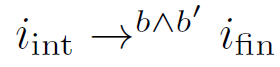 i_int →^{b∧b′} i_fin